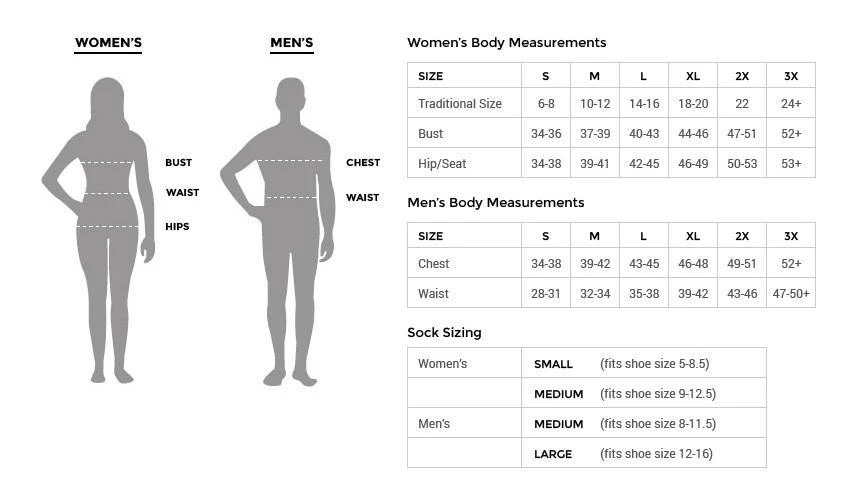 WOMEN'S
MEN'S
BUST
WAIST
HIPS
CHEST
WAIST
Women's Body Measurements
SIZE S M L XL 2X 3X
Traditional Size 6-8 10-12 14-16 18-20 22 24+
Bust 34-36 37-39 40-43 44-46 47-51 52+
Hip/Seat 34-38 39-41 42-45 46-49 50-53 53+
Men's Body Measurements
SIZE S M L XL 2X 3X
Chest 34-38 39-42 43-45 46-48 49-51 52+
Waist 28-31 32-34 35-38 39-42 43-46 47-50+
Sock Sizing
Women's SMALL (fits shoe size 5-8.5)
MEDIUM (fits shoe size 9-12.5)
Men's MEDIUM (fits shoe size 8-11.5)
LARGE (fits shoe size 12-16)